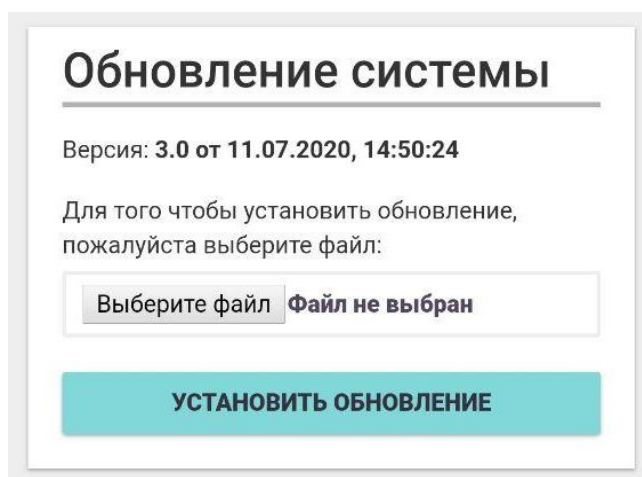 Обновление системы
Версия: 3.0 от 11.07.2020, 14:50:24
Для того чтобы установить обновление,
пожалуйста выберите файл:
Выберите файл Файл не выбран
УСТАНОВИТЬ ОБНОВЛЕНИЕ